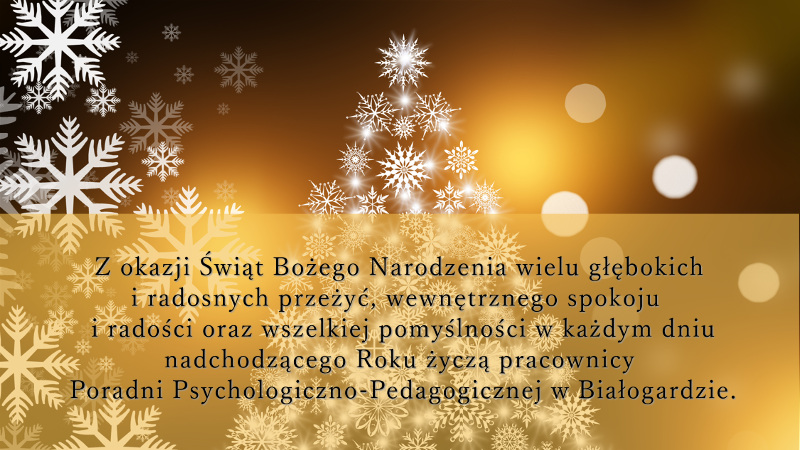 Z okazji Świąt Bożego Narodzenia wielu głębokich
i radosnych przeżyć, wewnętrznego spokoju
i radości oraz wszelkiej pomyślności w każdym dniu
nadchodzącego Roku życzą pracownicy
Poradni Psychologiczno-Pedagogicznej w Białogardzie.